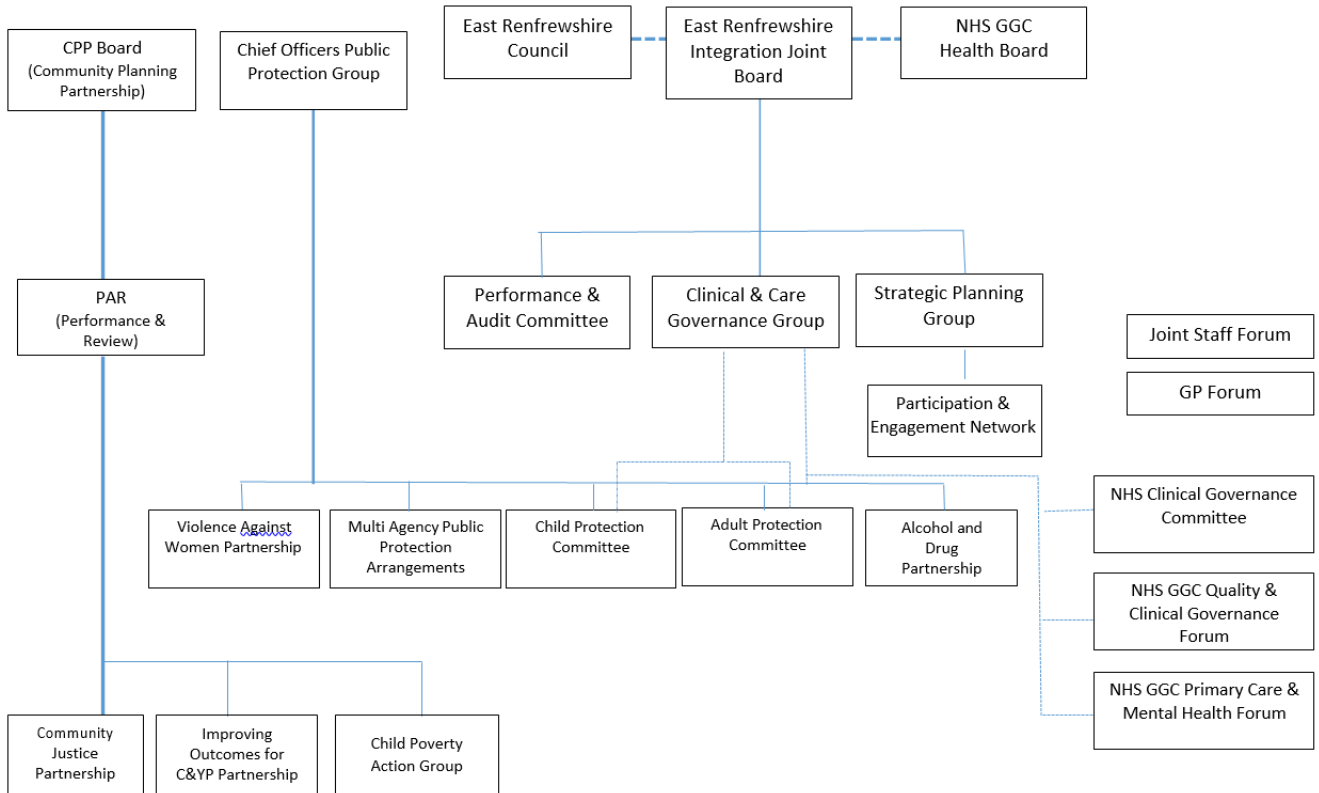 CPP Board
(Community Planning
Partnership)
Chief Officers Public
Protection Group
East Renfrewshire
Council
East Renfrewshire
Integration Joint
Board
NHS GGC
Health Board
PAR
(Performance &
Review)
Performance &
Audit Committee
Clinical & Care
Governance Group
Strategic Planning
Group
Joint Staff Forum
GP Forum
Participation &
Engagement Network
Violence Against
Women Partnership
Multi Agency Public
Protection
Arrangements
Child Protection
Committee
Adult Protection
Committee
Alcohol and
Drug
Partnership
NHS Clinical Governance
Committee
NHS GGC Quality &
Clinical Governance
Forum
NHS GGC Primary Care &
Mental Health Forum
Community
Justice
Partnership
Improving
Outcomes for
C&YP Partnership
Child Poverty
Action Group